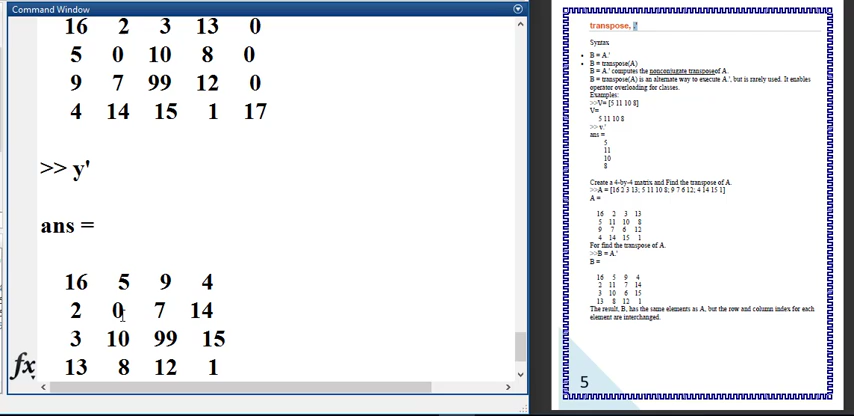 Command Window
16 2 3 13 0
5 0 10 8 0
9 7 99 12 0
4 14 15 1 17
>> y'
ans =
16 5 9 4
2 0 7 14
3 10 99 15
13 8 12 1
fx
transpose, .'
Syntax
• B = A.'
• B = transpose(A)
B = A.' computes the nonconjugate transposeof A.
B = transpose(A) is an alternate way to execute A.', but is rarely used. It enables
operator overloading for classes.
Examples:
>>V= [5 11 10 8]
V=
5 11 10 8
>> v.'
ans =
5
11
10
8
Create a 4-by-4 matrix and Find the transpose of A.
>>A = [16 2 3 13; 5 11 10 8; 9 7 6 12; 4 14 15 1]
A =
16 2 3 13
5 11 10 8
9 7 6 12
4 14 15 1
For find the transpose of A.
>>B = A.'
B =
16 5 9 4
2 11 7 14
3 10 6 15
13 8 12 1
The result, B, has the same elements as A, but the row and column index for each
element are interchanged.
5